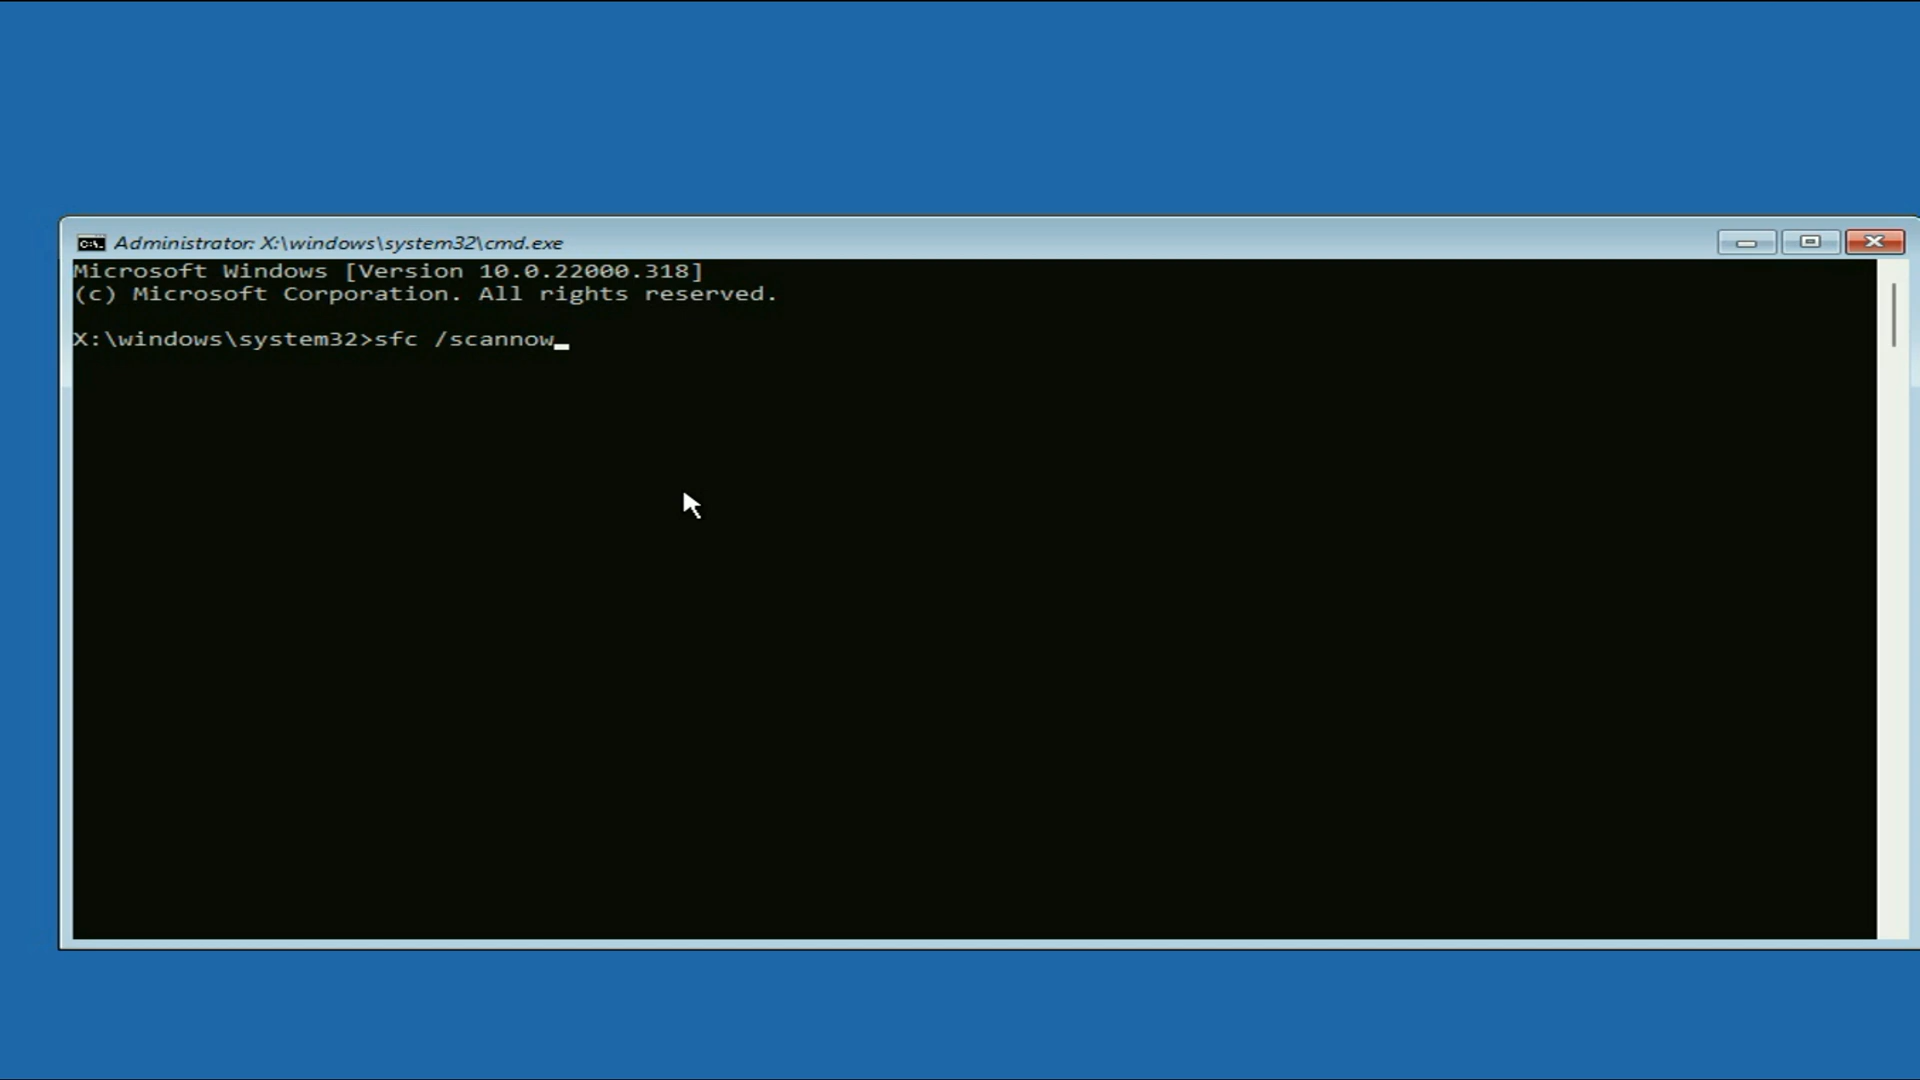 Administrator: X:\windows\system32\cmd.exe
Microsoft Windows [Version 10.0.22000.318]
(c) Microsoft Corporation. All rights reserved.
X:\windows\system32>sfc /scannow